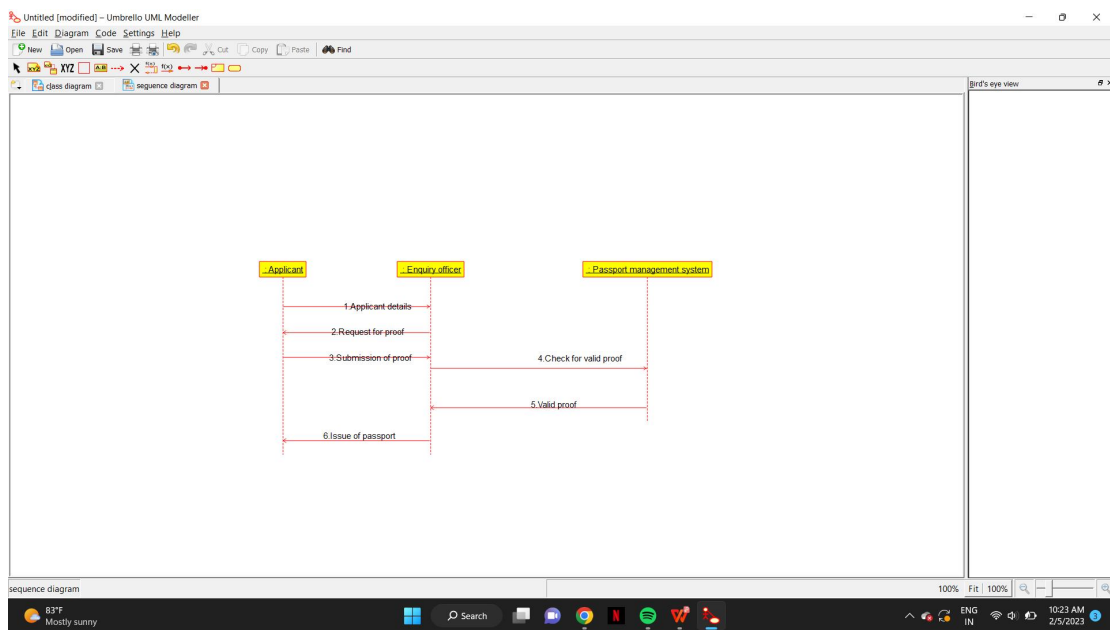 Untitled [modified] – Umbrello UML Modeller
File Edit Diagram Code Settings Help
New Open Save Cut Copy Paste Find
XYZ XYZ A.B f(x) f(x)
class diagram sequence diagram Bird's eye view
: Applicant : Enquiry officer : Passport management system
1.Applicant details
2.Request for proof
3.Submission of proof 4.Check for valid proof
5.Valid proof
6.Issue of passport
sequence diagram 100% Fit 100%
83°F
Mostly sunny
Search
ENG
IN
10:23 AM
2/5/2023
3